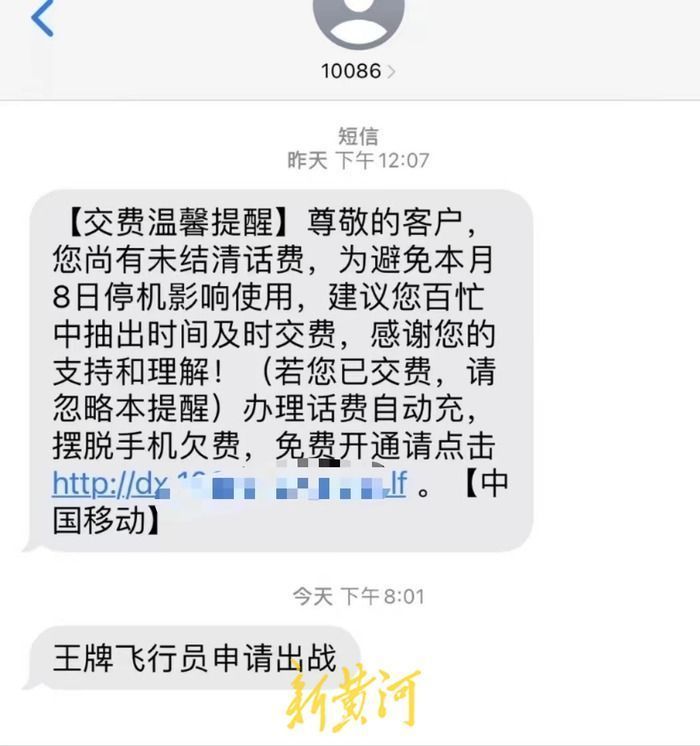 10086
短信
昨天 下午12:07
【交费温馨提醒】尊敬的客户，
您尚有未结清话费，为避免本月
8日停机影响使用，建议您百忙
中抽出时间及时交费，感谢您的
支持和理解！（若您已交费，请
忽略本提醒）办理话费自动充，
摆脱手机欠费，免费开通请点击
http://dx. lf 。【中
国移动】
今天 下午8:01
王牌飞行员申请出战
新黄河